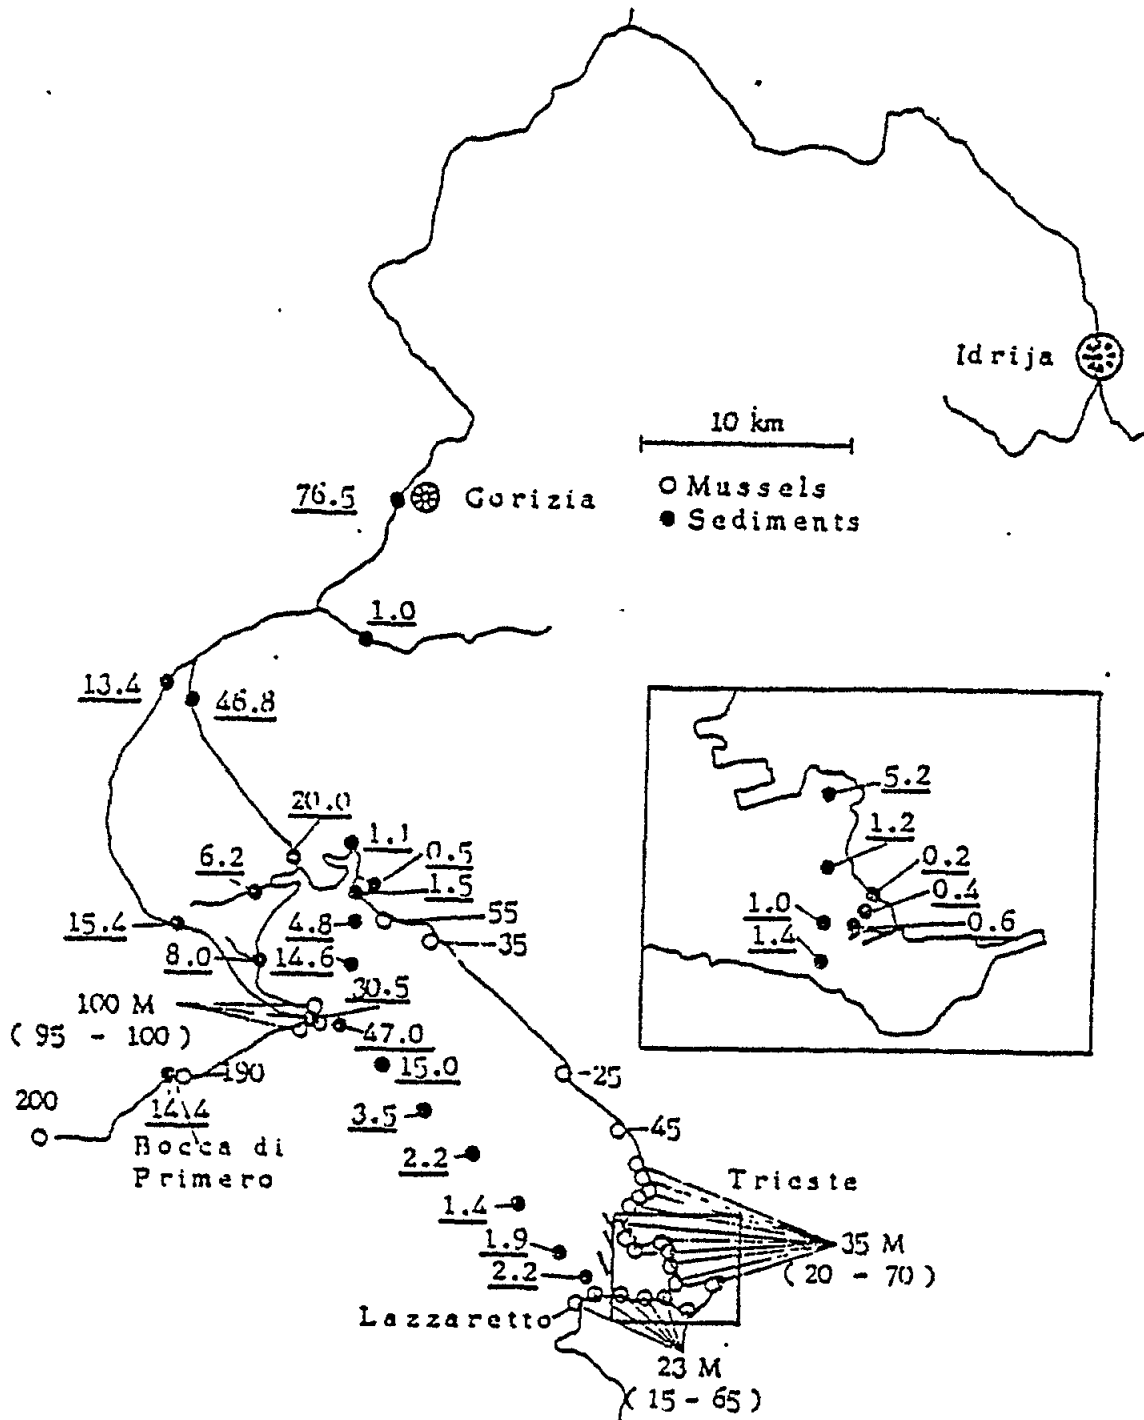 Idrija
10 km
O Mussels
● Sediments
76.5
Gorizia
1.0
13.4
46.8
20.0
1.1
6.2
0.5
1.5
15.4
4.8
55
35
8.0
14.6
30.5
100 M
(95 - 100)
47.0
15.0
190
25
200
14.4
3.5
45
Bocca di
Primero
2.2
Trieste
1.4
1.9
35 M
(20 - 70)
2.2
Lazzaretto
23 M
(15 - 65)
5.2
1.2
0.2
0.4
1.0
0.6
1.4